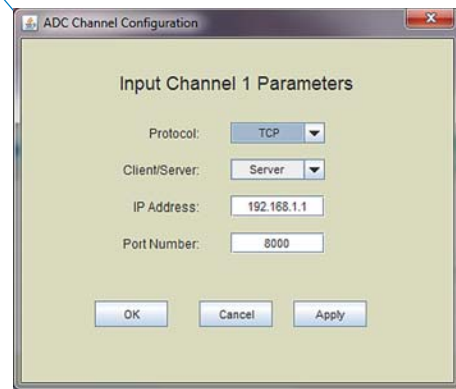 ADC Channel Configuration
Input Channel 1 Parameters
Protocol: TCP
Client/Server: Server
IP Address: 192.168.1.1
Port Number: 8000
OK Cancel Apply